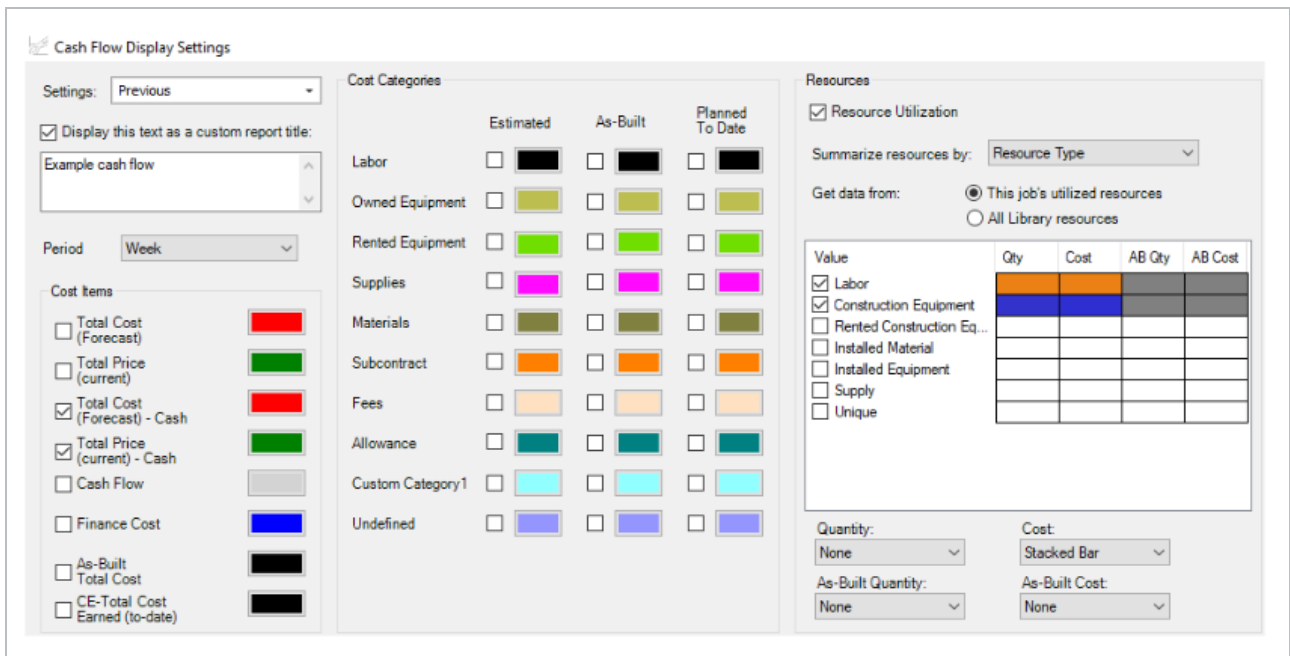 Cash Flow Display Settings
Settings:
Previous
Display this text as a custom report title:
Example cash flow
Period
Week
Cost Items
Total Cost
(Forecast)
Total Price
(current)
Total Cost
(Forecast) - Cash
Total Price
(current) - Cash
Cash Flow
Finance Cost
As-Built
Total Cost
CE-Total Cost
Earned (to-date)
Cost Categories
Estimated
As-Built
Planned
To Date
Labor
Owned Equipment
Rented Equipment
Supplies
Materials
Subcontract
Fees
Allowance
Custom Category1
Undefined
Resources
Resource Utilization
Summarize resources by:
Resource Type
Get data from:
This job's utilized resources
All Library resources
Value Qty Cost AB Qty AB Cost
Labor
Construction Equipment
Rented Construction Eq...
Installed Material
Installed Equipment
Supply
Unique
Quantity:
None
Cost:
Stacked Bar
As-Built Quantity:
None
As-Built Cost:
None